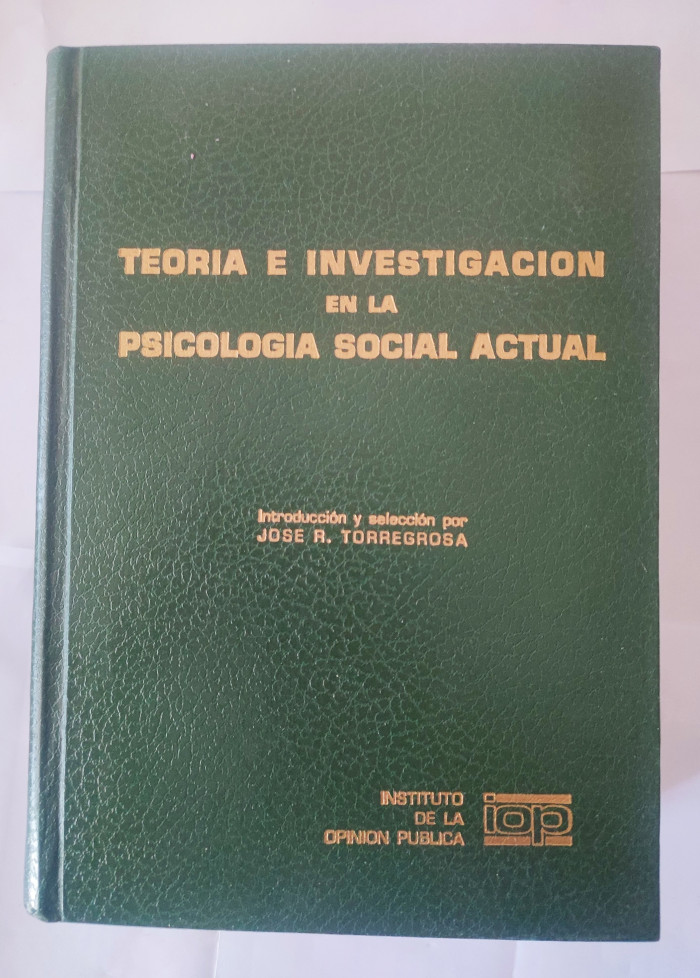 TEORIA E INVESTIGACION
EN LA
PSICOLOGIA SOCIAL ACTUAL
Introducción y selección por
JOSE R. TORREGROSA
INSTITUTO
DE LA
OPINION PUBLICA
iop